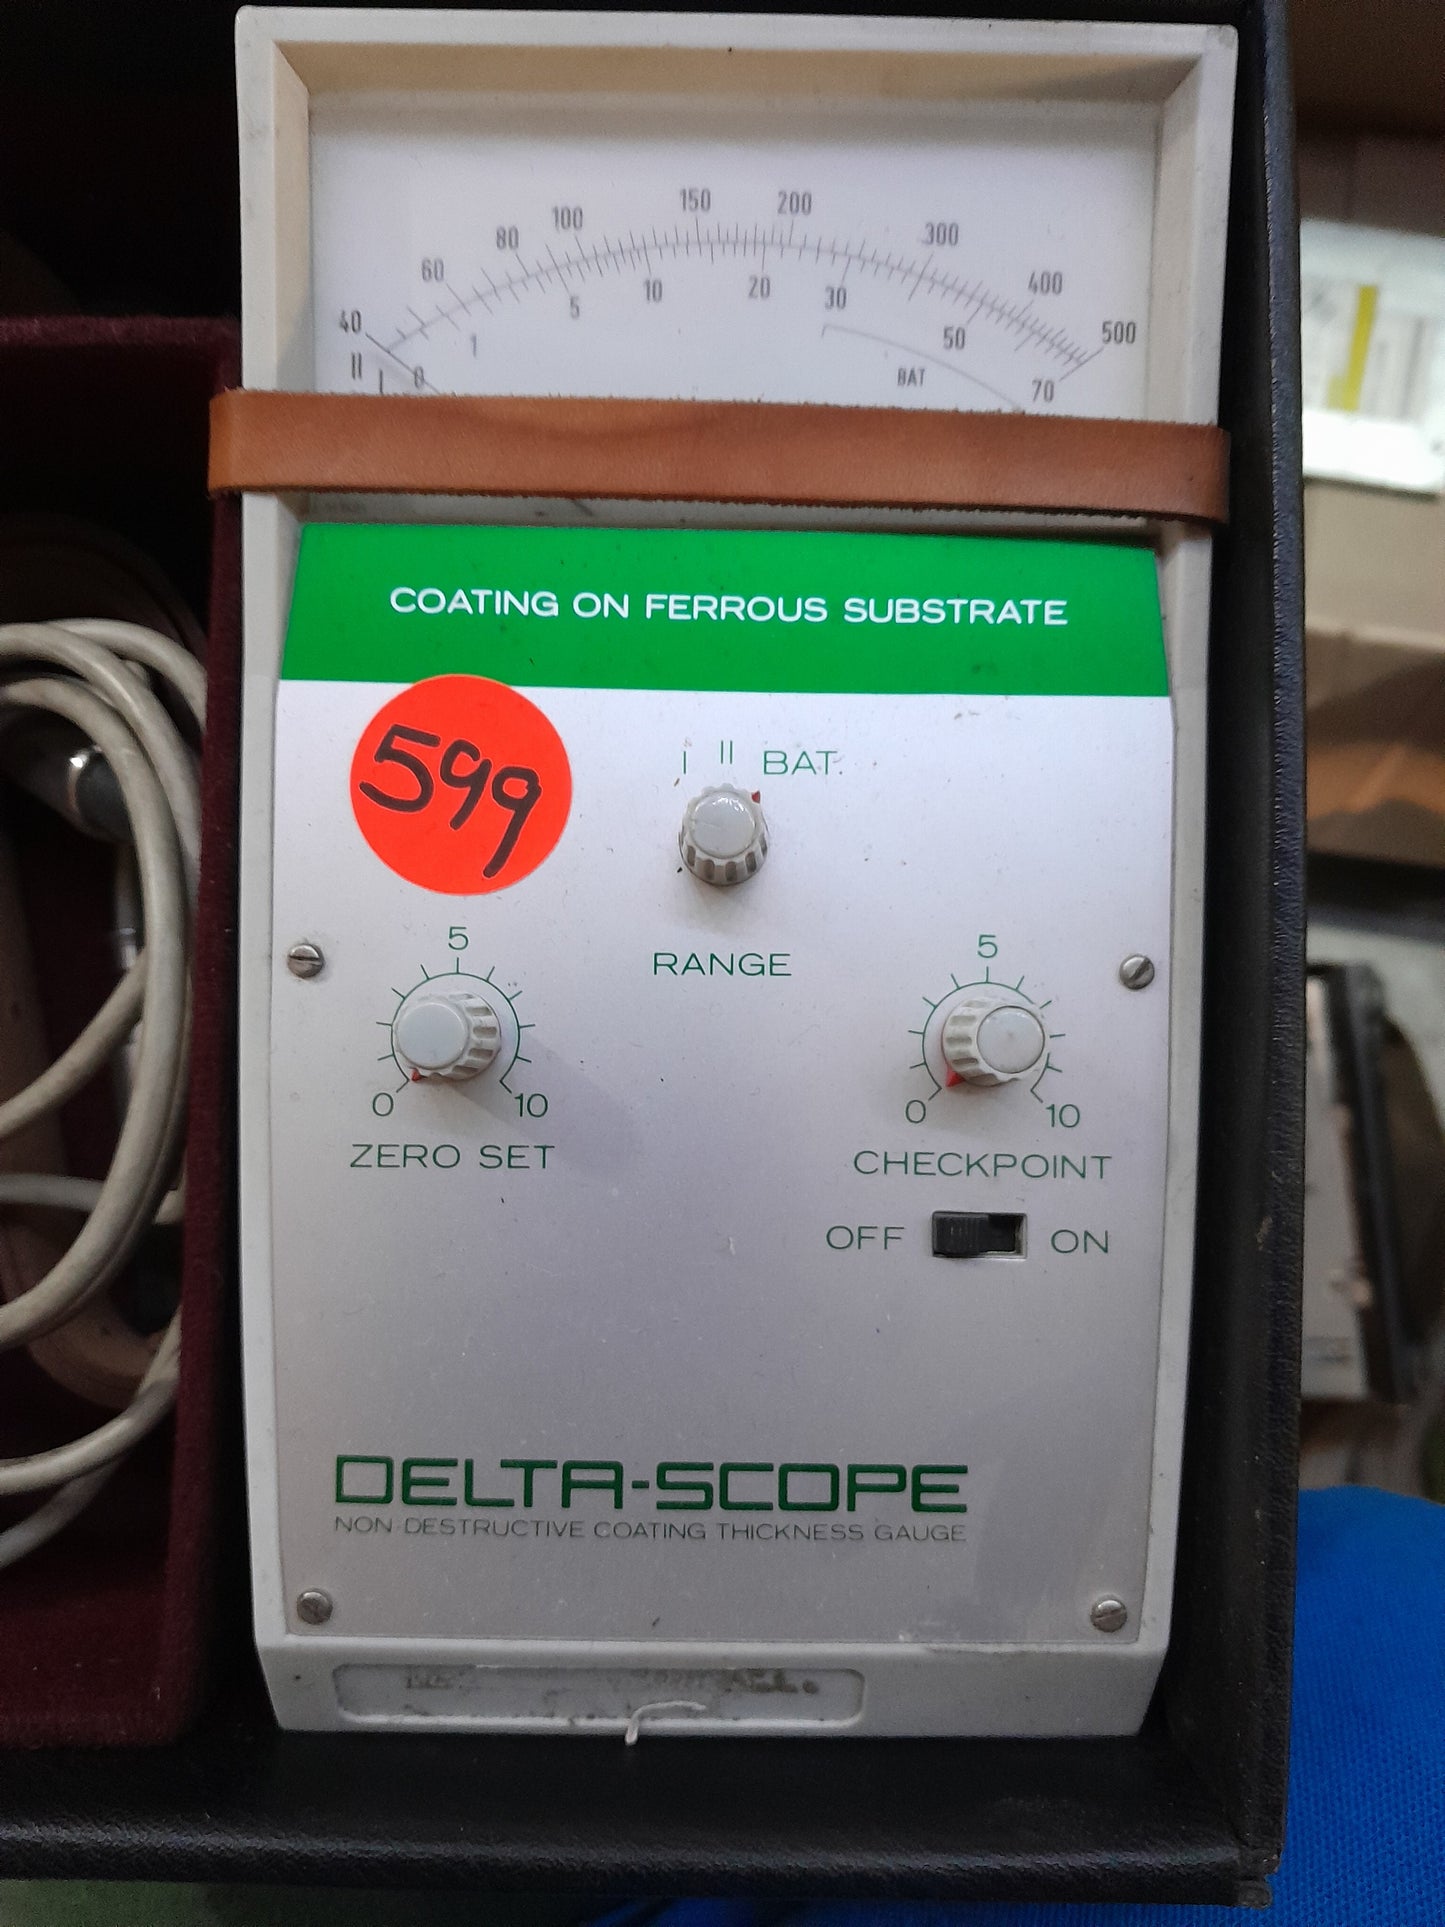 150 200
100 300
80
60 400
40 500
5 10 20 30 50
1
II BAT
I 0 70
COATING ON FERROUS SUBSTRATE
599
I II BAT.
RANGE
5 5
0 10 0 10
ZERO SET CHECKPOINT
OFF ON
DELTA-SCOPE
NON-DESTRUCTIVE COATING THICKNESS GAUGE